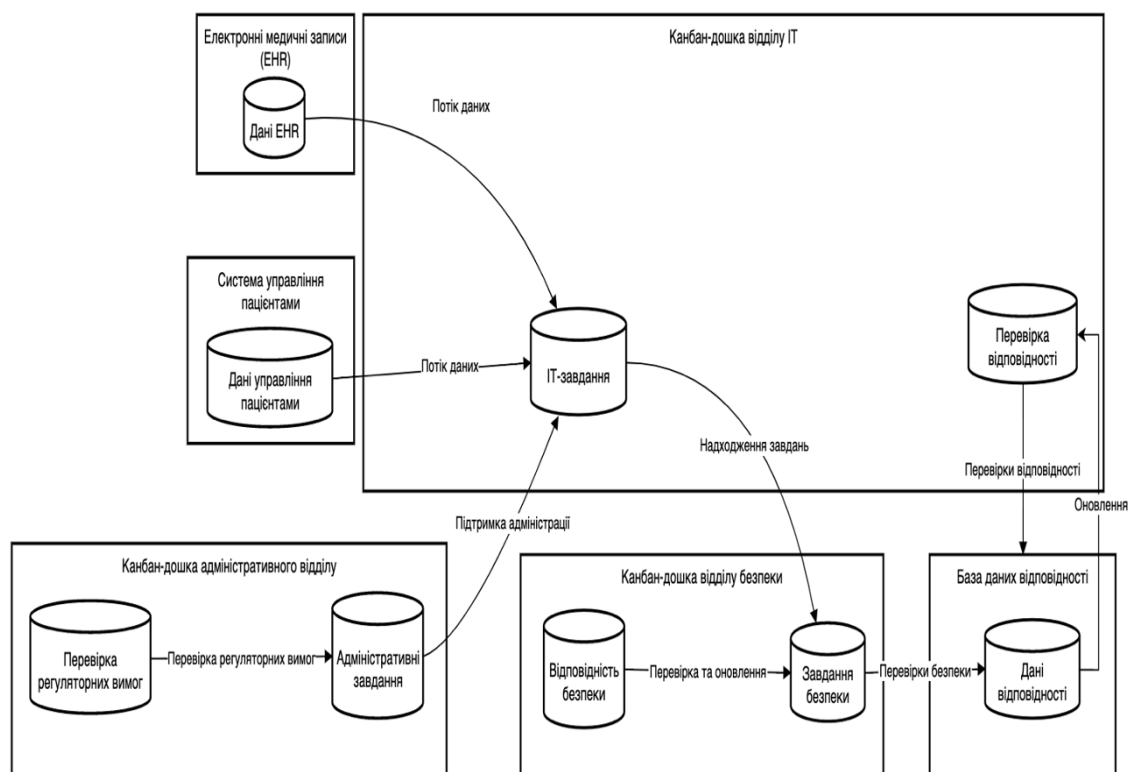 Електронні медичні записи
(EHR)
Дані EHR
Канбан-дошка відділу ІТ
Потік даних
Система управління
пацієнтами
Дані управління
пацієнтами
Потік даних
ІТ-завдання
Перевірка
відповідності
Надходження завдань
Перевірки відповідності
Оновлення
Підтримка адміністрації
Канбан-дошка адміністративного відділу
Перевірка
регуляторних вимог
Перевірка регуляторних вимог
Адміністративні
завдання
Канбан-дошка відділу безпеки
Відповідність
безпеки
Перевірка та оновлення
Завдання
безпеки
Перевірки безпеки
База даних відповідності
Дані
відповідності